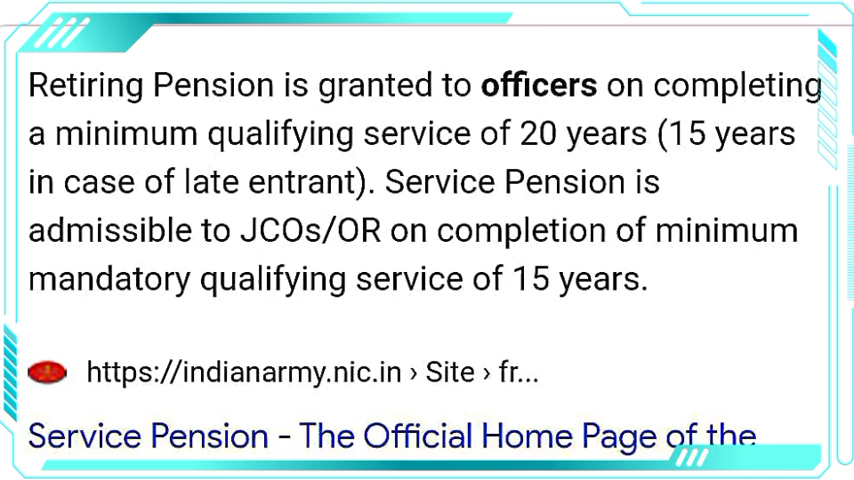 Retiring Pension is granted to officers on completing
a minimum qualifying service of 20 years (15 years
in case of late entrant). Service Pension is
admissible to JCOs/OR on completion of minimum
mandatory qualifying service of 15 years.
https://indianarmy.nic.in › Site › fr...
Service Pension - The Official Home Page of the